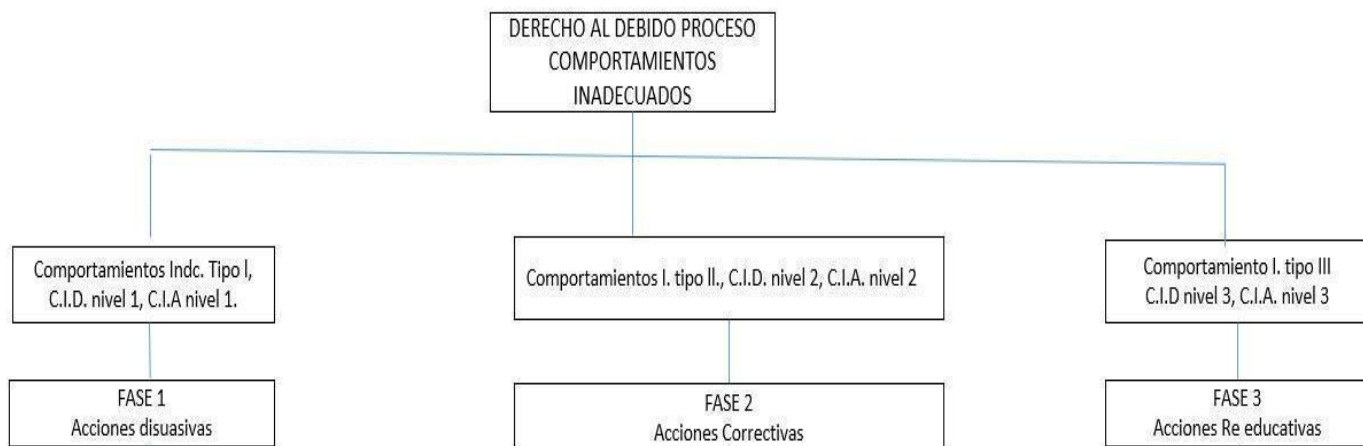 DERECHO AL DEBIDO PROCESO
COMPORTAMIENTOS
INADECUADOS
Comportamientos Indc. Tipo l,
C.I.D. nivel 1, C.I.A nivel 1.
Comportamientos I. tipo ll., C.I.D. nivel 2, C.I.A. nivel 2
Comportamiento I. tipo III
C.I.D nivel 3, C.I.A. nivel 3
FASE 1
Acciones disuasivas
FASE 2
Acciones Correctivas
FASE 3
Acciones Re educativas